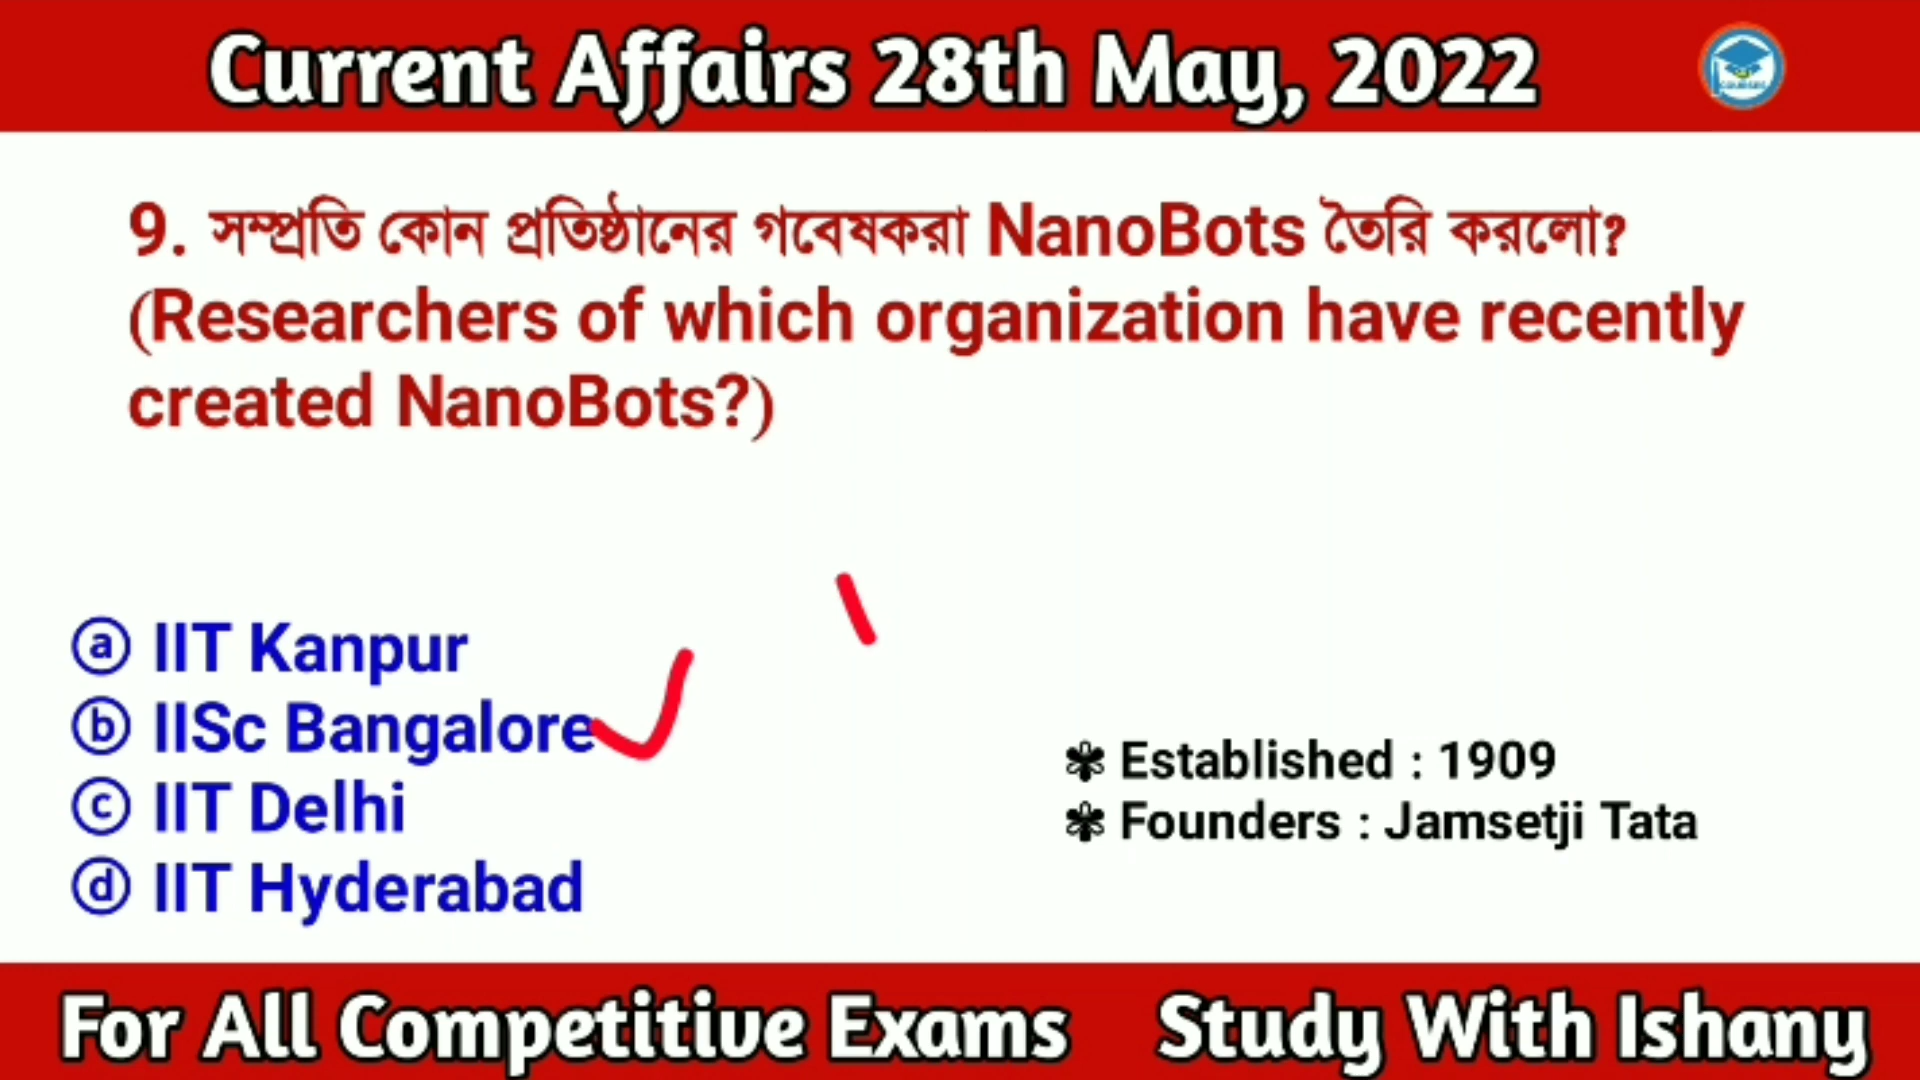 Current Affairs 28th May, 2022
9. সম্প্রতি কোন প্রতিষ্ঠানের গবেষকরা NanoBots তৈরি করলো?
(Researchers of which organization have recently
created NanoBots?)
ⓐ IIT Kanpur
ⓑ IISc Bangalore
ⓒ IIT Delhi
ⓓ IIT Hyderabad
✾ Established : 1909
✾ Founders : Jamsetji Tata
For All Competitive Exams Study With Ishany